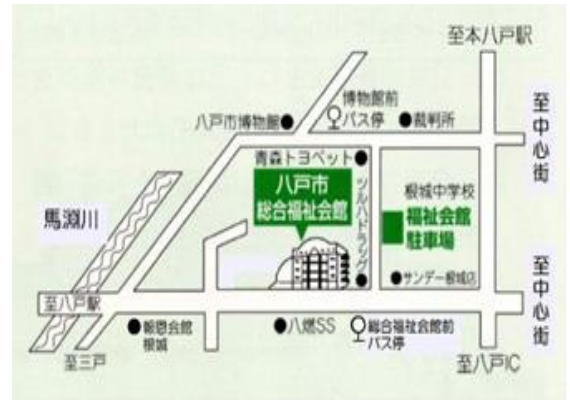 至本八戸駅
博物館前
バス停
八戸市博物館
裁判所
至中心街
青森トヨペット
八戸市
総合福祉会館
ツルハドラッグ
根城中学校
福祉会館
駐車場
馬淵川
サンデー根城店
至中心街
至八戸駅
報恩会館
根城
八燃SS
総合福祉会館前
バス停
至三戸
至八戸IC